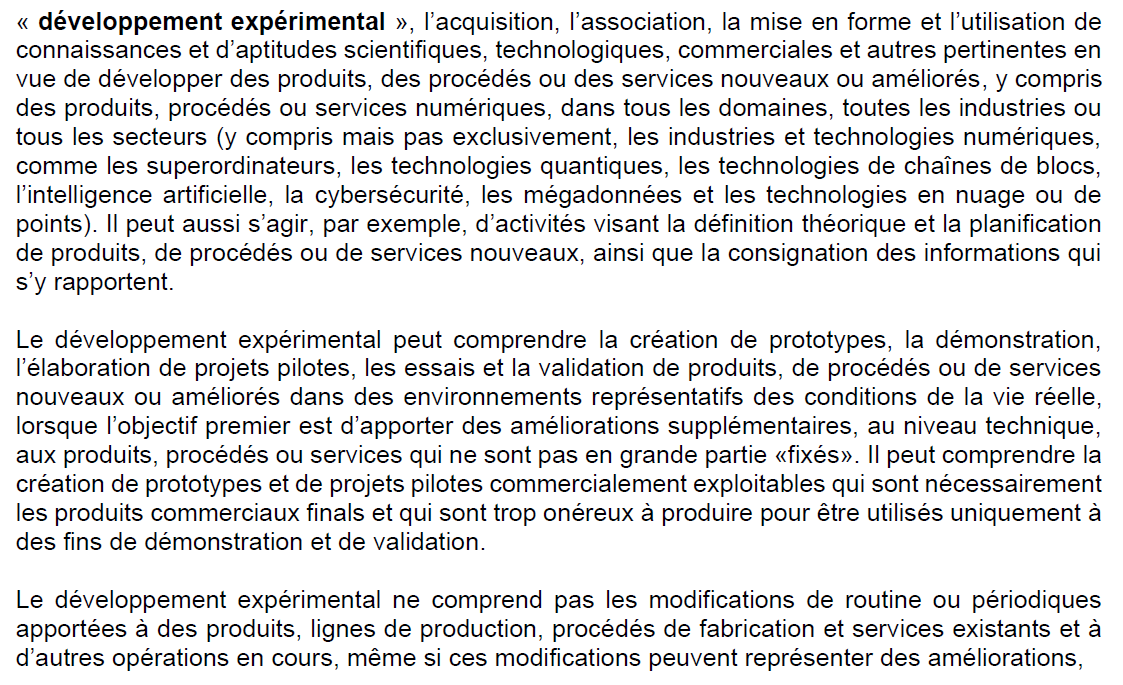 « développement expérimental », l’acquisition, l’association, la mise en forme et l’utilisation de
connaissances et d’aptitudes scientifiques, technologiques, commerciales et autres pertinentes en
vue de développer des produits, des procédés ou des services nouveaux ou améliorés, y compris
des produits, procédés ou services numériques, dans tous les domaines, toutes les industries ou
tous les secteurs (y compris mais pas exclusivement, les industries et technologies numériques,
comme les superordinateurs, les technologies quantiques, les technologies de chaînes de blocs,
l’intelligence artificielle, la cybersécurité, les mégadonnées et les technologies en nuage ou de
points). Il peut aussi s’agir, par exemple, d’activités visant la définition théorique et la planification
de produits, de procédés ou de services nouveaux, ainsi que la consignation des informations qui
s’y rapportent.
Le développement expérimental peut comprendre la création de prototypes, la démonstration,
l’élaboration de projets pilotes, les essais et la validation de produits, de procédés ou de services
nouveaux ou améliorés dans des environnements représentatifs des conditions de la vie réelle,
lorsque l’objectif premier est d’apporter des améliorations supplémentaires, au niveau technique,
aux produits, procédés ou services qui ne sont pas en grande partie «fixés». Il peut comprendre la
création de prototypes et de projets pilotes commercialement exploitables qui sont nécessairement
les produits commerciaux finals et qui sont trop onéreux à produire pour être utilisés uniquement à
des fins de démonstration et de validation.
Le développement expérimental ne comprend pas les modifications de routine ou périodiques
apportées à des produits, lignes de production, procédés de fabrication et services existants et à
d’autres opérations en cours, même si ces modifications peuvent représenter des améliorations,